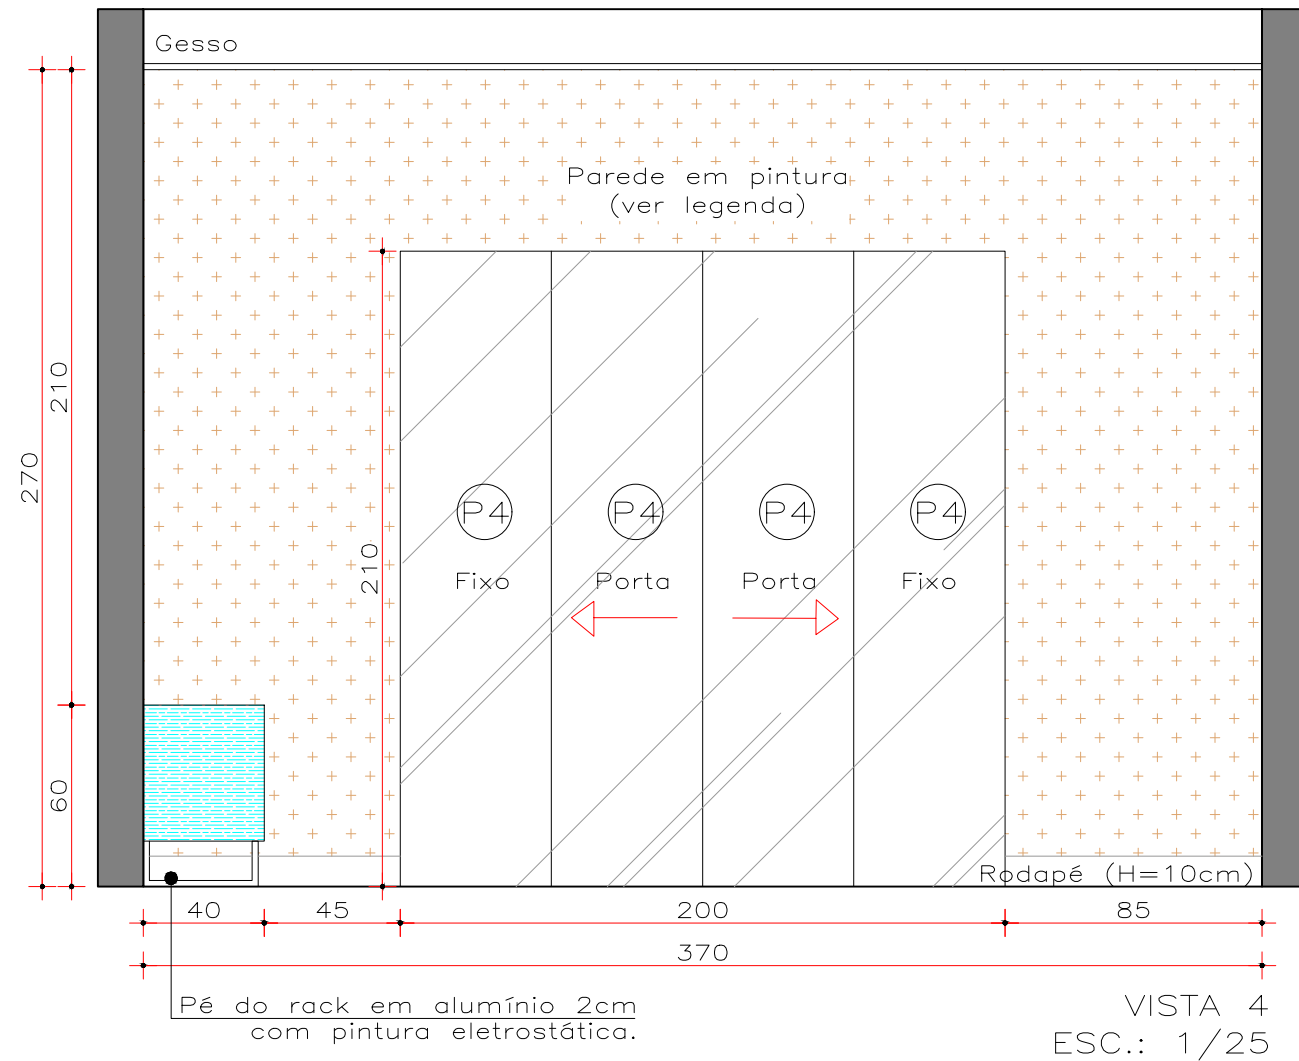 Gesso
Parede em pintura
(ver legenda)
210
270
210
60
P4 P4 P4 P4
Fixo Porta Porta Fixo
Rodapé (H=10cm)
40 45 200 85
370
Pé do rack em alumínio 2cm
com pintura eletrostática.
VISTA 4
ESC.: 1/25